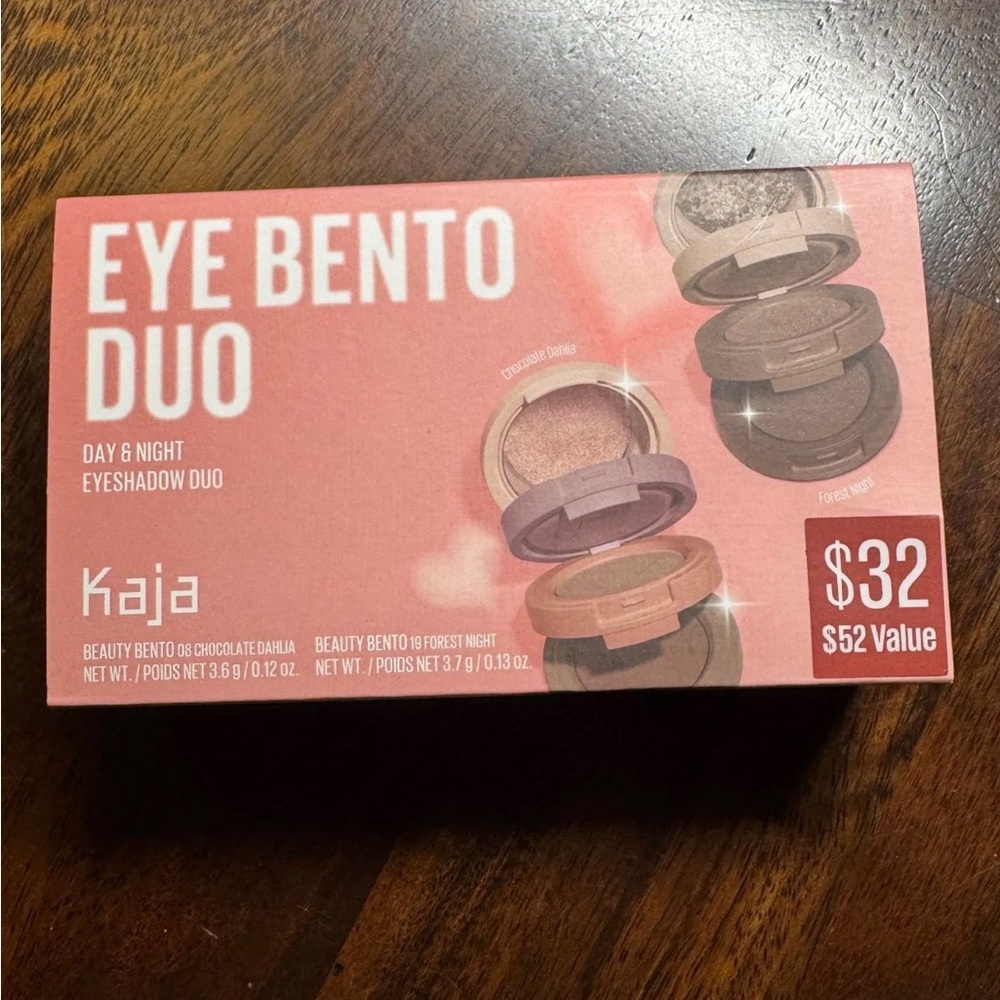 EYE BENTO
DUO
DAY & NIGHT
EYESHADOW DUO
Chocolate Dahlia
Forest Night
Kaja
BEAUTY BENTO 08 CHOCOLATE DAHLIA
NET WT. / POIDS NET 3.6 g / 0.12 oz.
BEAUTY BENTO 19 FOREST NIGHT
NET WT. / POIDS NET 3.7 g / 0.13 oz.
$32
$52 Value